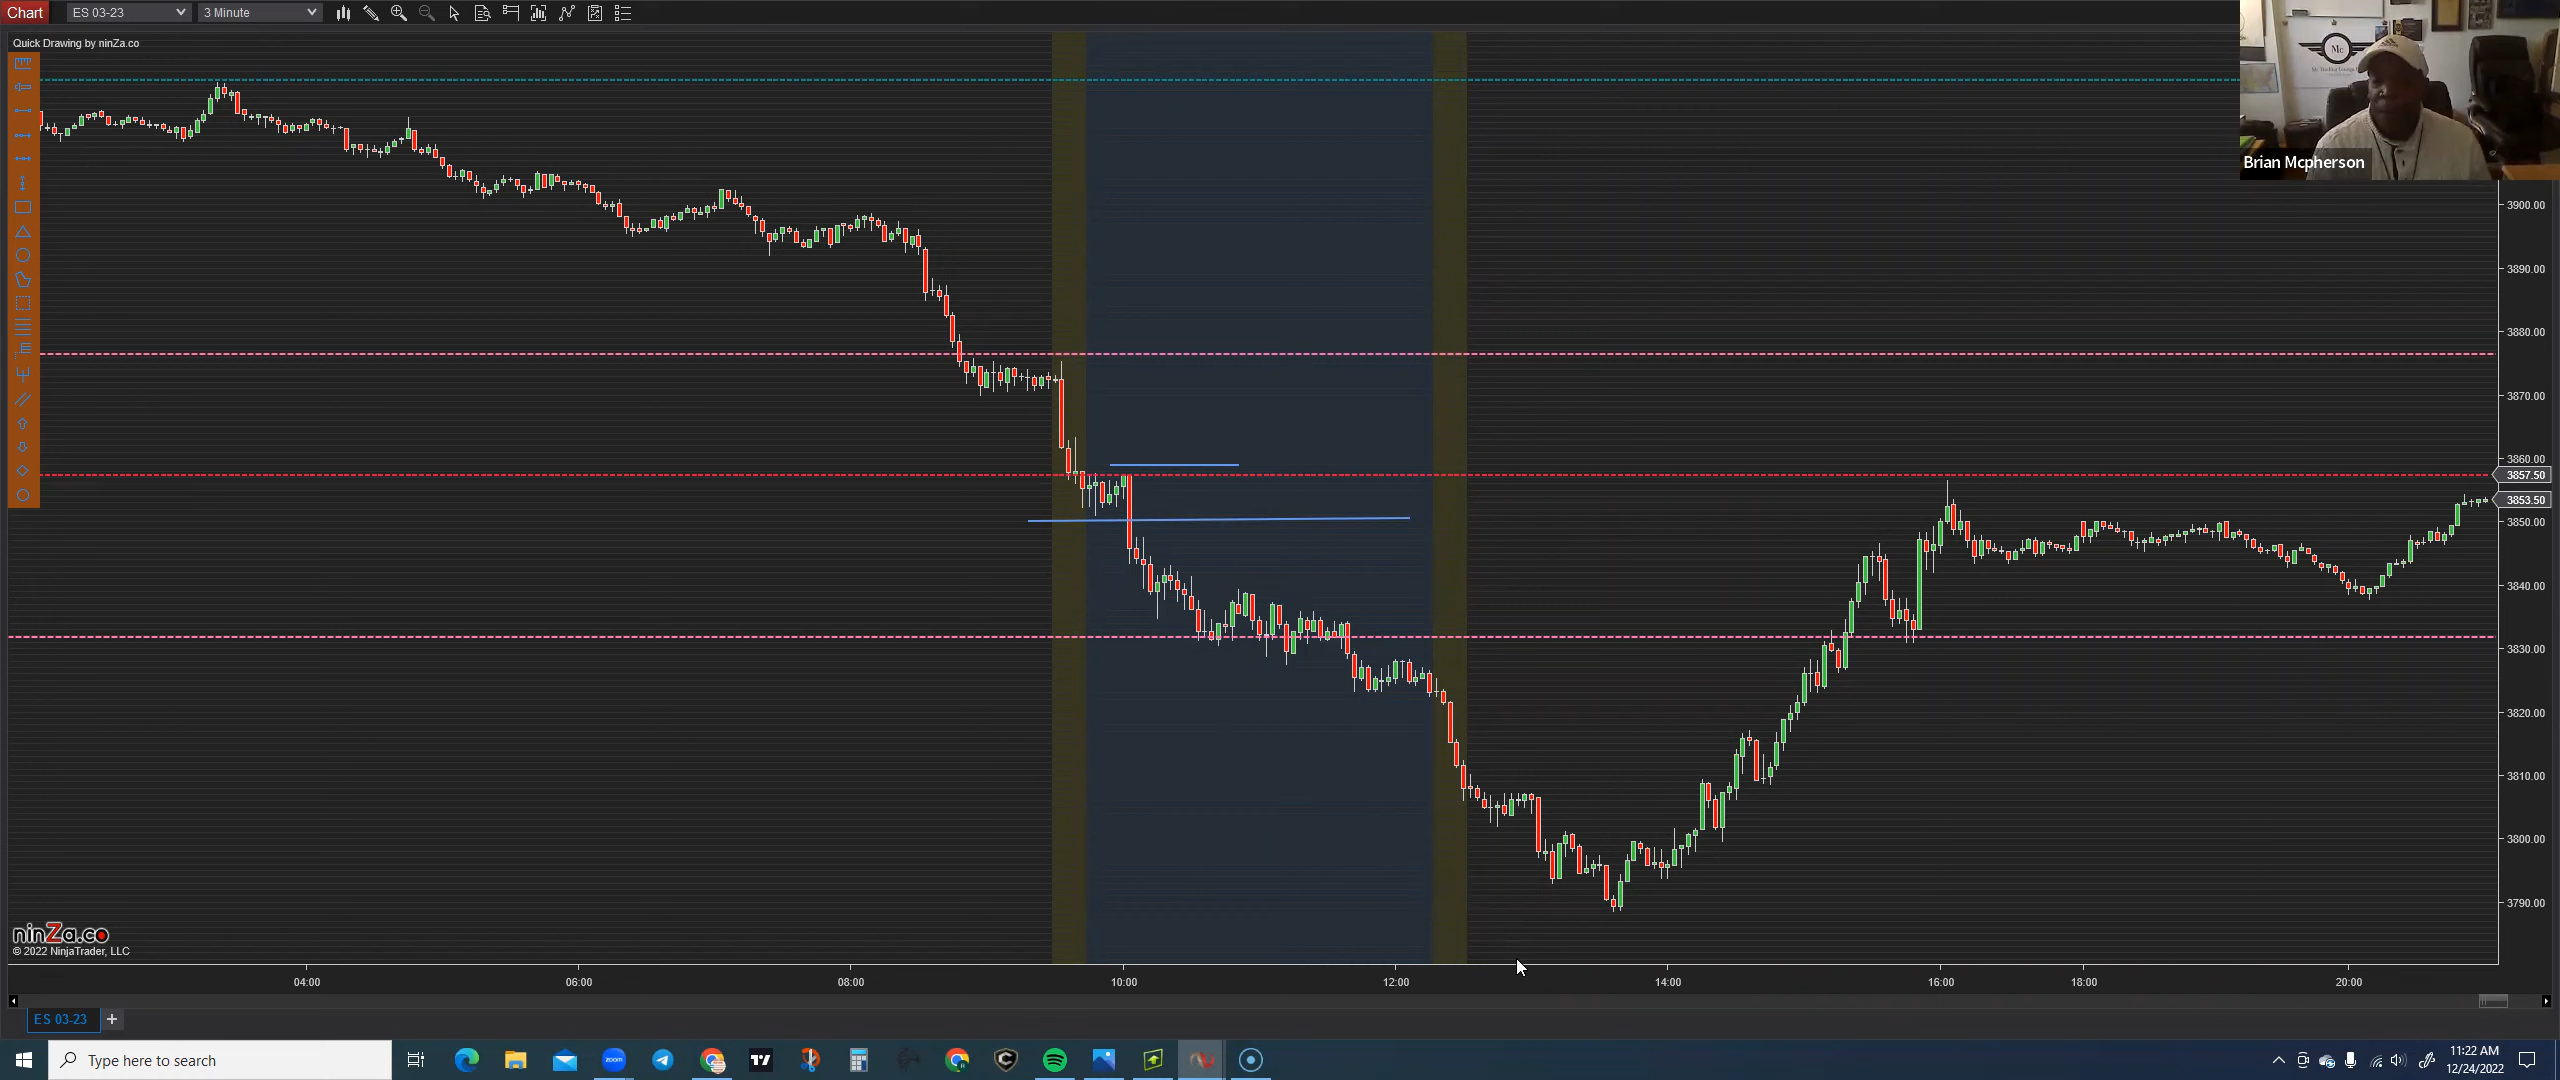 Chart ES 03-23 3 Minute
Quick Drawing by ninZa.co
Mc
Brian Mcpherson
3900.00
3890.00
3880.00
3870.00
3860.00
3857.50
3853.50
3850.00
3840.00
3830.00
3820.00
3810.00
3800.00
3790.00
ninZa.co
© 2022 NinjaTrader, LLC
04:00 06:00 08:00 10:00 12:00 14:00 16:00 18:00 20:00
ES 03-23 +
Type here to search
zoom
11:22 AM
12/24/2022